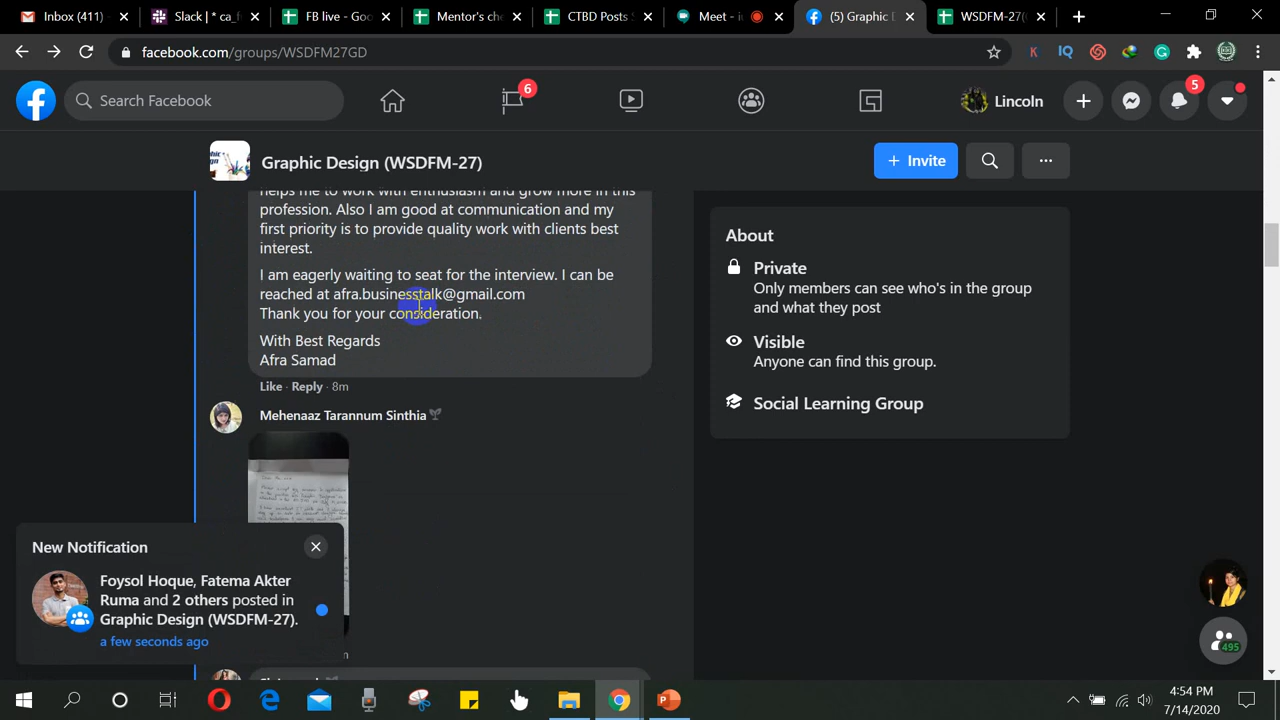 Inbox (411) -
Slack | * ca_f
FB live - Goo
Mentor's che
CTBD Posts S
Meet - iu
(5) Graphic D
WSDFM-27(
facebook.com/groups/WSDFM27GD
Search Facebook
6
Lincoln
5
Graphic Design (WSDFM-27)
+ Invite
helps me to work with enthusiasm and grow more in this
profession. Also I am good at communication and my
first priority is to provide quality work with clients best
interest.
I am eagerly waiting to seat for the interview. I can be
reached at afra.businesstalk@gmail.com
Thank you for your consideration.
With Best Regards
Afra Samad
Like · Reply · 8m
Mehenaaz Tarannum Sinthia
About
Private
Only members can see who's in the group
and what they post
Visible
Anyone can find this group.
Social Learning Group
New Notification
Foysol Hoque, Fatema Akter
Ruma and 2 others posted in
Graphic Design (WSDFM-27).
a few seconds ago
495
4:54 PM
7/14/2020